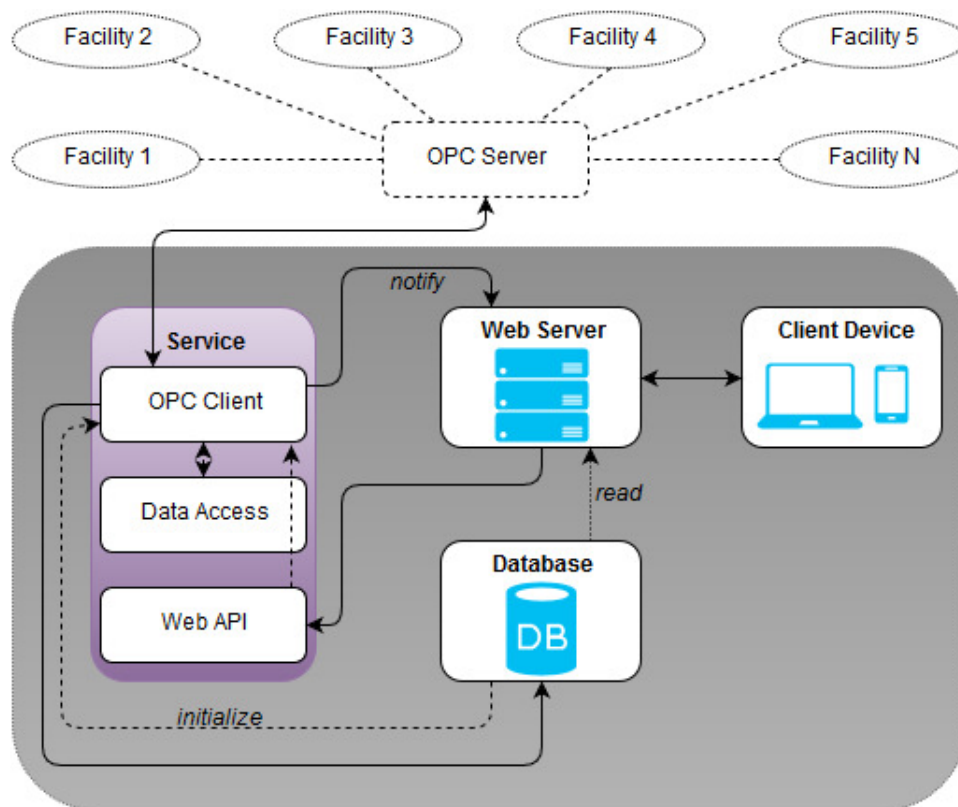 Facility 2
Facility 3
Facility 4
Facility 5
Facility 1
OPC Server
Facility N
notify
Service
Web Server
Client Device
OPC Client
Data Access
read
Database
Web API
DB
initialize